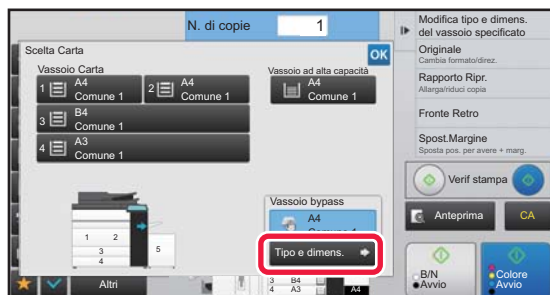 N. di copie 1
Scelta Carta
OK
Vassoio Carta
1 A4
Comune 1
2 A4
Comune 1
3 B4
Comune 1
4 A3
Comune 1
Vassoio ad alta capacità
A4
Comune 1
Vassoio bypass
A4
Comune 1
Tipo e dimens.
1 2
3
4
5
Altri
3 B4
4 A3
A4
Modifica tipo e dimens.
del vassoio specificato
Originale
Cambia formato/direz.
Rapporto Ripr.
Allarga/riduci copia
Fronte Retro
Spost.Margine
Sposta pos. per avere + marg.
Verif stampa
Anteprima
CA
B/N
Avvio
Colore
Avvio